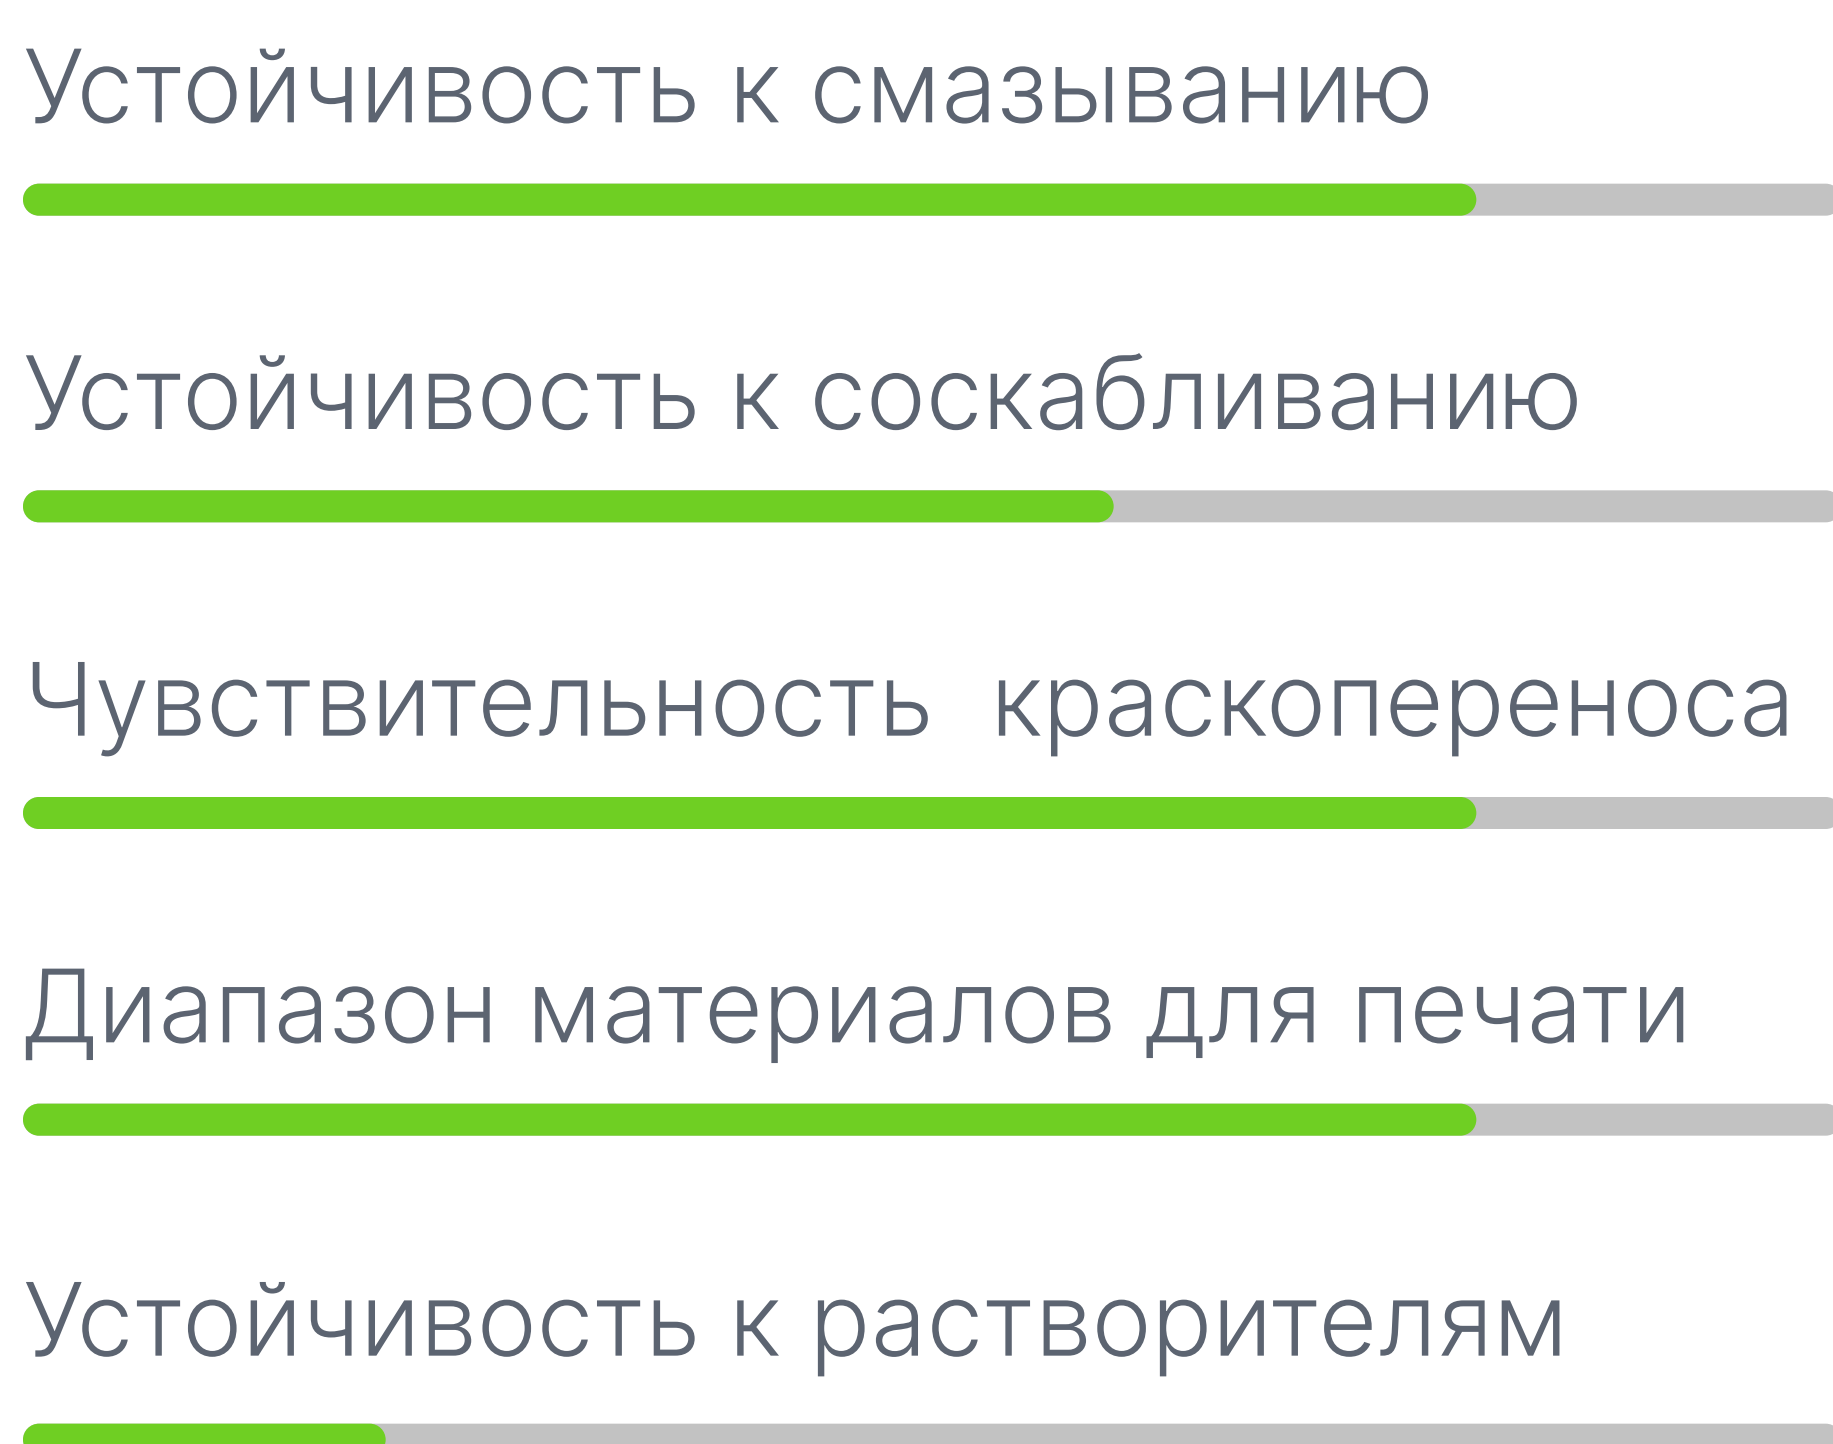 Устойчивость к смазыванию
Устойчивость к соскабливанию
Чувствительность  краскопереноса
Диапазон материалов для печати
Устойчивость к растворителям